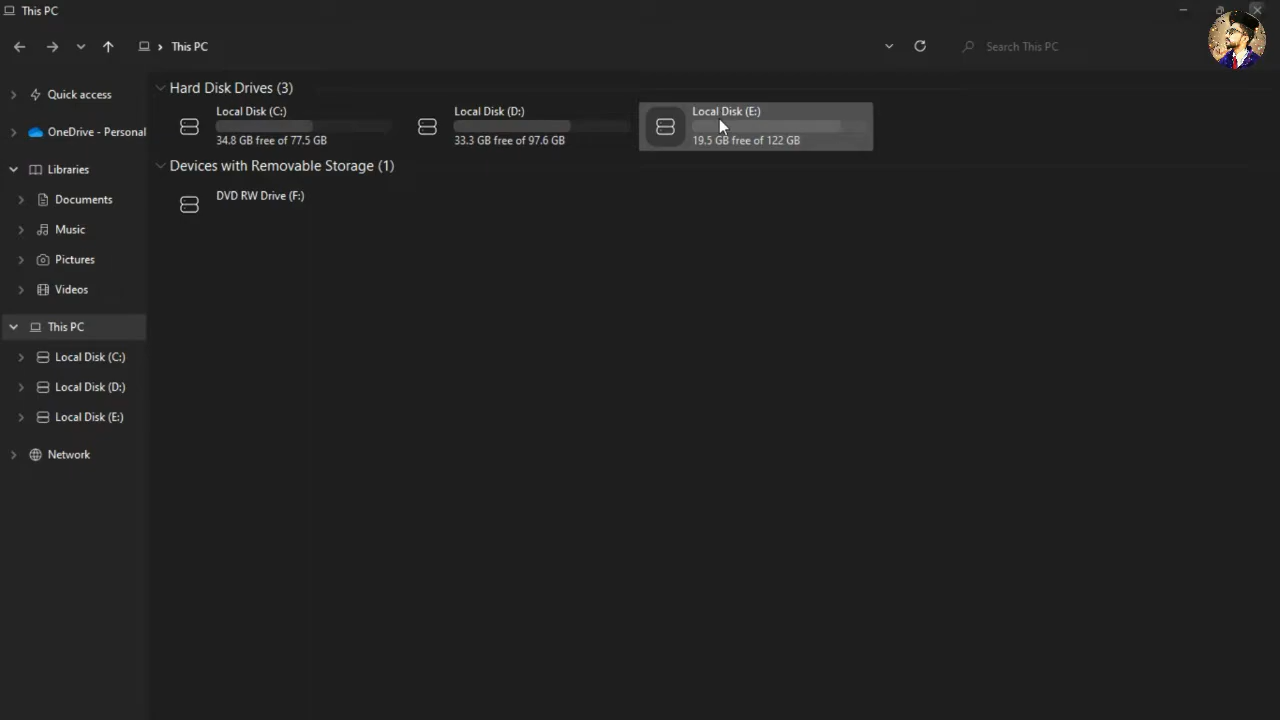 This PC
This PC
Search This PC
Quick access
OneDrive - Personal
Libraries
Documents
Music
Pictures
Videos
This PC
Local Disk (C:)
Local Disk (D:)
Local Disk (E:)
Network
Hard Disk Drives (3)
Local Disk (C:)
34.8 GB free of 77.5 GB
Local Disk (D:)
33.3 GB free of 97.6 GB
Local Disk (E:)
19.5 GB free of 122 GB
Devices with Removable Storage (1)
DVD RW Drive (F:)